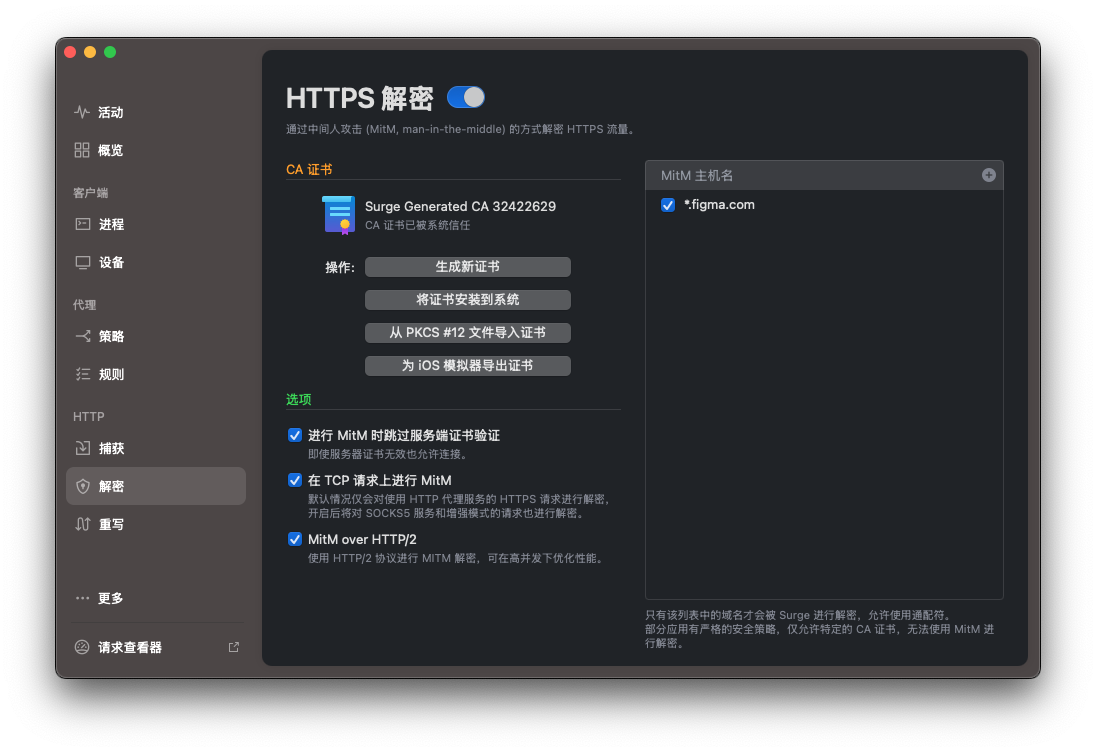 活动
概览
客户端
进程
设备
代理
策略
规则
HTTP
捕获
解密
重写
更多
请求查看器
HTTPS 解密
通过中间人攻击 (MitM, man-in-the-middle) 的方式解密 HTTPS 流量。
CA 证书
Surge Generated CA 32422629
CA 证书已被系统信任
操作:
生成新证书
将证书安装到系统
从 PKCS #12 文件导入证书
为 iOS 模拟器导出证书
选项
进行 MitM 时跳过服务端证书验证
即使服务器证书无效也允许连接。
在 TCP 请求上进行 MitM
默认情况仅会对使用 HTTP 代理服务的 HTTPS 请求进行解密，
开启后将对 SOCKS5 服务和增强模式的请求也进行解密。
MitM over HTTP/2
使用 HTTP/2 协议进行 MITM 解密，可在高并发下优化性能。
MitM 主机名
*.figma.com
只有该列表中的域名才会被 Surge 进行解密，允许使用通配符。
部分应用有严格的安全策略，仅允许特定的 CA 证书，无法使用 MitM 进
行解密。